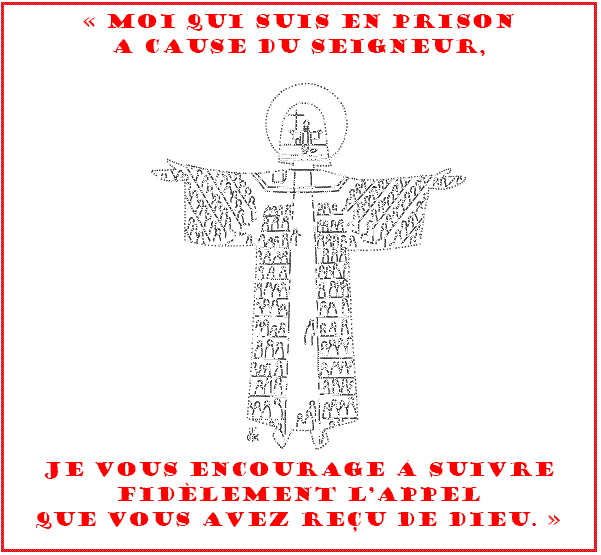 « MOI QUI SUIS EN PRISON
A CAUSE DU SEIGNEUR,
JE VOUS ENCOURAGE À SUIVRE
FIDÈLEMENT L'APPEL
QUE VOUS AVEZ REÇU DE DIEU. »